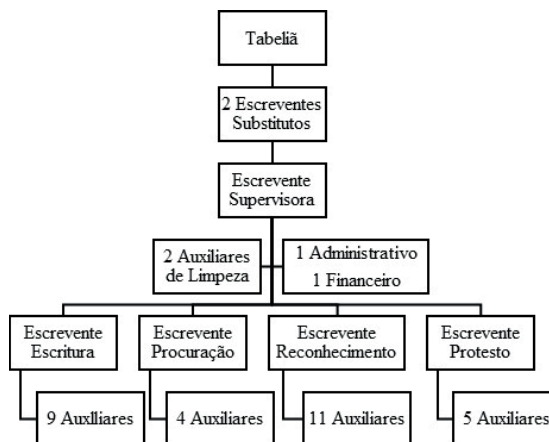 Tabeliã
2 Escreventes
Substitutos
Escrevente
Supervisora
2 Auxiliares
de Limpeza
1 Administrativo
1 Financeiro
Escrevente
Escritura
Escrevente
Procuração
Escrevente
Reconhecimento
Escrevente
Protesto
9 Auxlliares
4 Auxiliares
11 Auxiliares
5 Auxiliares